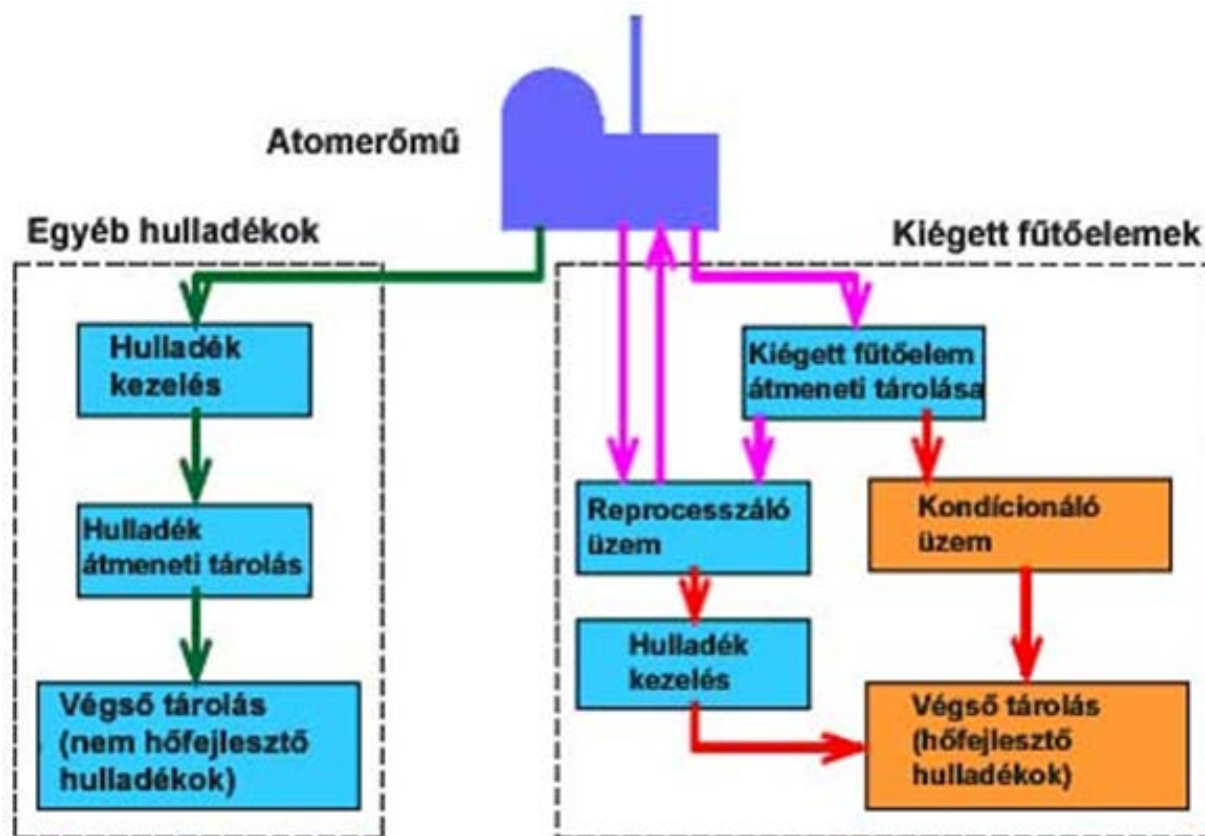 Atomerőmű
Egyéb hulladékok
Hulladék
kezelés
Hulladék
átmeneti tárolás
Végső tárolás
(nem hőfejlesztő
hulladékok)
Kiégett fűtőelemek
Kiégett fűtőelem
átmeneti tárolása
Reprocesszáló
üzem
Kondícionáló
üzem
Hulladék
kezelés
Végső tárolás
(hőfejlesztő
hulladékok)